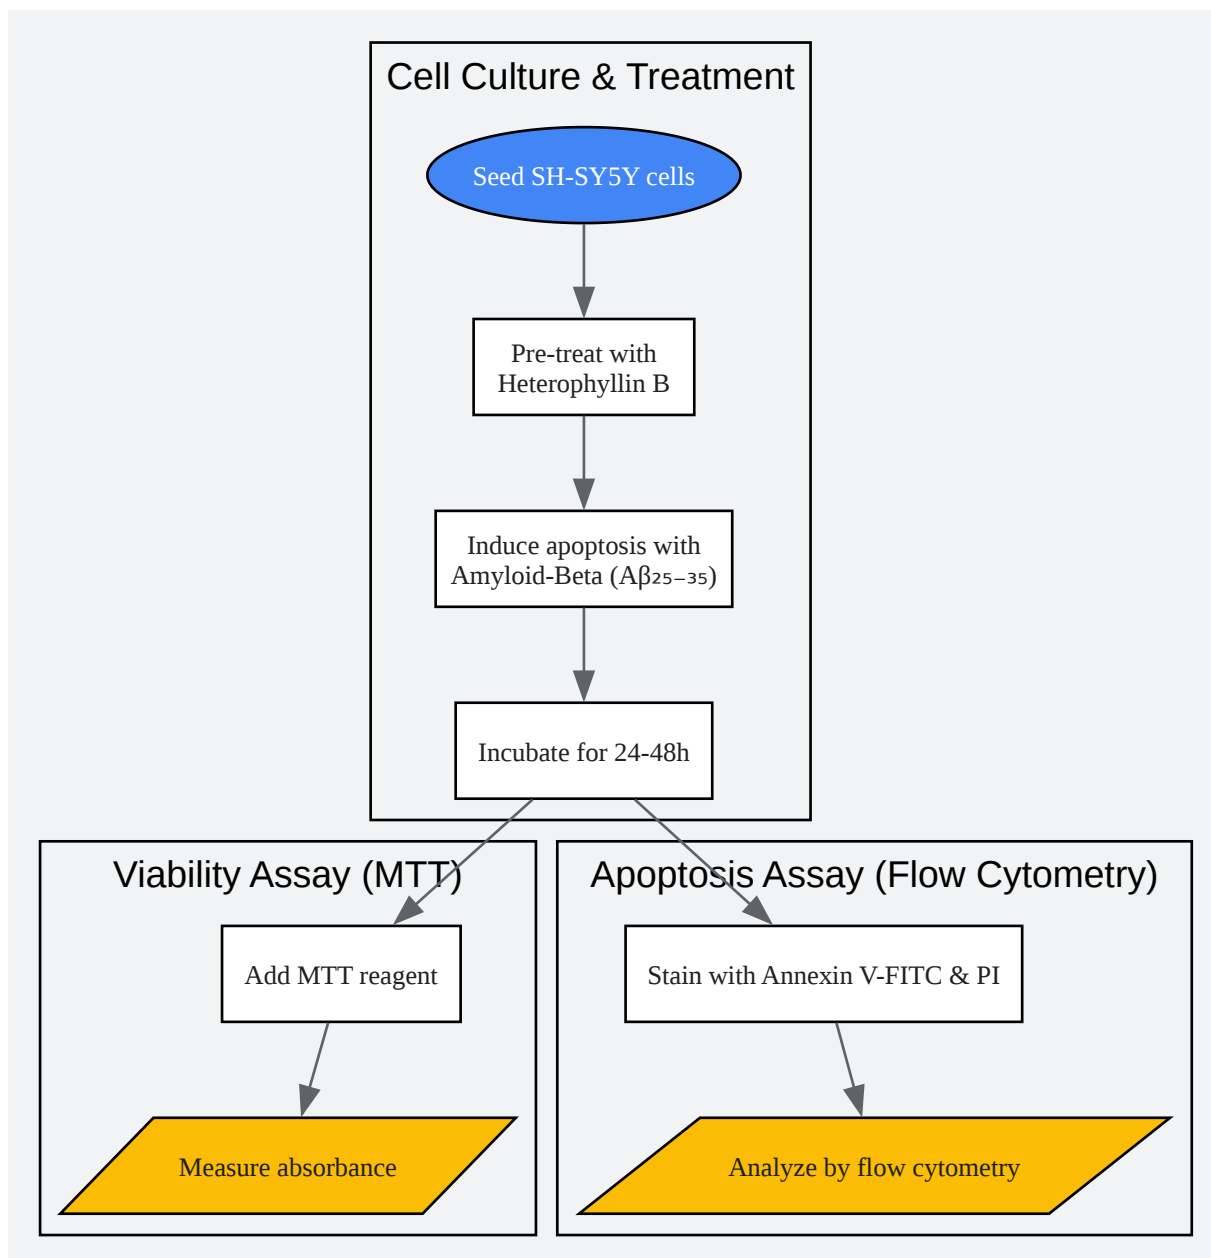 Cell Culture & Treatment
Seed SH-SY5Y cells
Pre-treat with
Heterophyllin B
Induce apoptosis with
Amyloid-Beta (Aβ₂₅₋₃₅)
Incubate for 24-48h
Viability Assay (MTT)
Add MTT reagent
Measure absorbance
Apoptosis Assay (Flow Cytometry)
Stain with Annexin V-FITC & PI
Analyze by flow cytometry